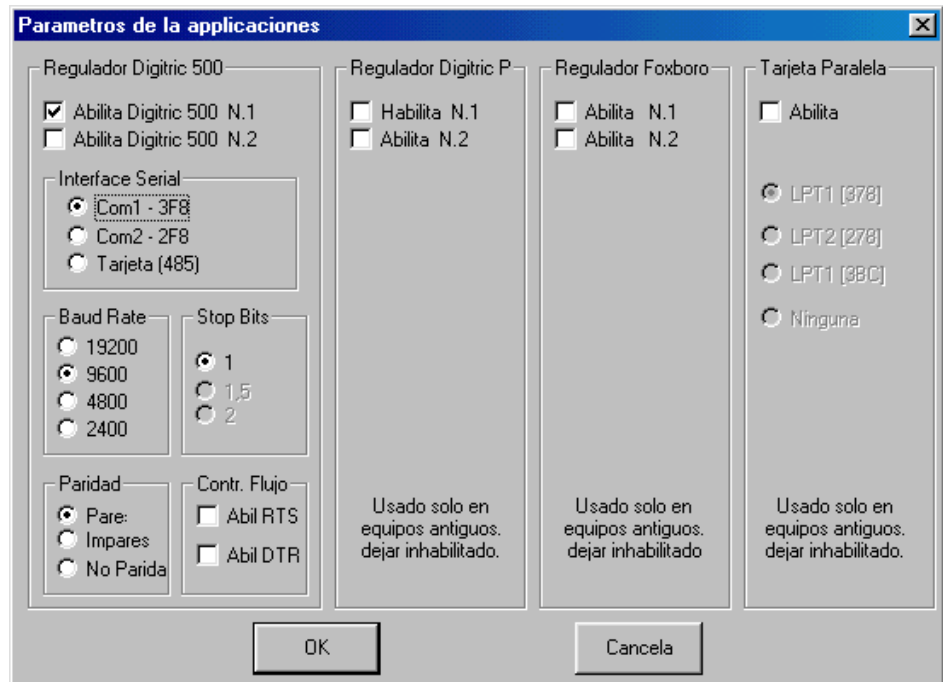 Parametros de la applicaciones
Regulador Digitric 500
Abilita Digitric 500 N.1
Abilita Digitric 500 N.2
Interface Serial
Com1 - 3F8
Com2 - 2F8
Tarjeta (485)
Baud Rate
19200
9600
4800
2400
Stop Bits
1
1,5
2
Paridad
Pare:
Impares
No Parida
Contr. Flujo
Abil RTS
Abil DTR
Regulador Digitric P
Habilita N.1
Abilita N.2
Usado solo en
equipos antiguos.
dejar inhabilitado.
Regulador Foxboro
Abilita N.1
Abilita N.2
Usado solo en
equipos antiguos.
dejar inhabilitado
Tarjeta Paralela
Abilita
LPT1 [378]
LPT2 [278]
LPT1 [3BC]
Ninguna
Usado solo en
equipos antiguos.
dejar inhabilitado.
OK
Cancela